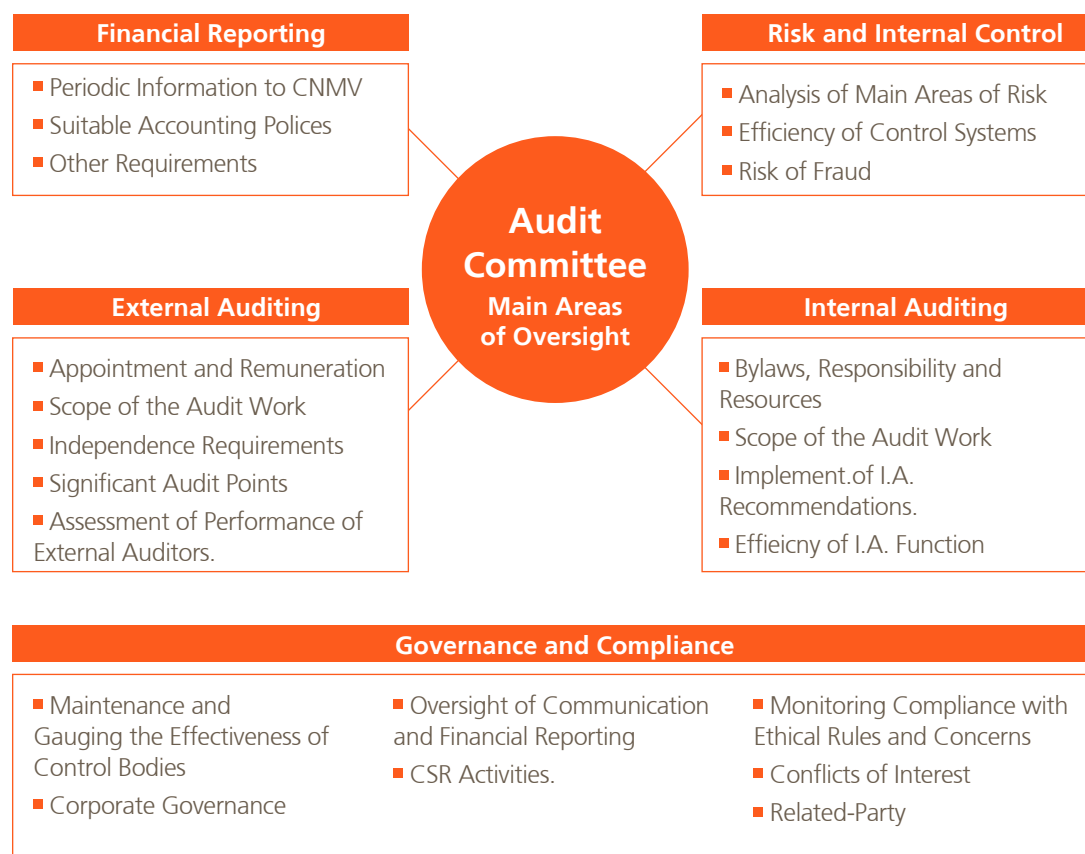 Financial Reporting
■ Periodic Information to CNMV
■ Suitable Accounting Polices
■ Other Requirements
Risk and Internal Control
■ Analysis of Main Areas of Risk
■ Efficiency of Control Systems
■ Risk of Fraud
Audit
Committee
Main Areas
of Oversight
External Auditing
■ Appointment and Remuneration
■ Scope of the Audit Work
■ Independence Requirements
■ Significant Audit Points
■ Assessment of Performance of
External Auditors.
Internal Auditing
■ Bylaws, Responsibility and
Resources
■ Scope of the Audit Work
■ Implement.of I.A.
Recommendations.
■ Effieicny of I.A. Function
Governance and Compliance
■ Maintenance and
Gauging the Effectiveness of
Control Bodies
■ Corporate Governance
■ Oversight of Communication
and Financial Reporting
■ CSR Activities.
■ Monitoring Compliance with
Ethical Rules and Concerns
■ Conflicts of Interest
■ Related-Party